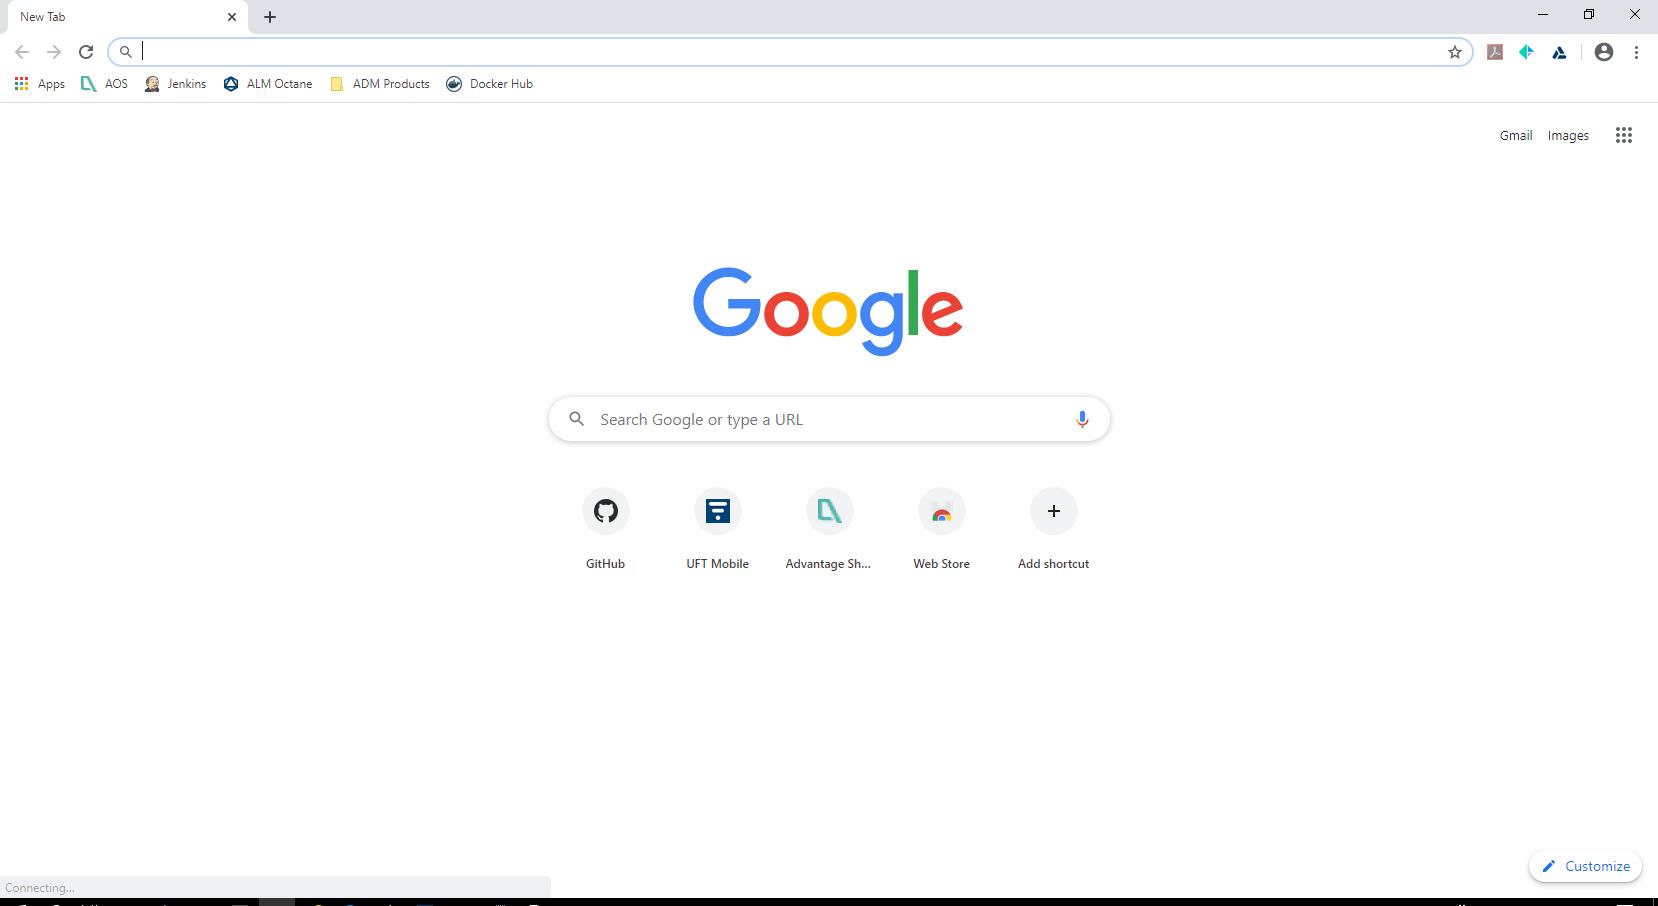 New Tab
Apps AOS Jenkins ALM Octane ADM Products Docker Hub
Gmail Images
Google
Search Google or type a URL
GitHub UFT Mobile Advantage Sh... Web Store Add shortcut
Customize
Connecting...